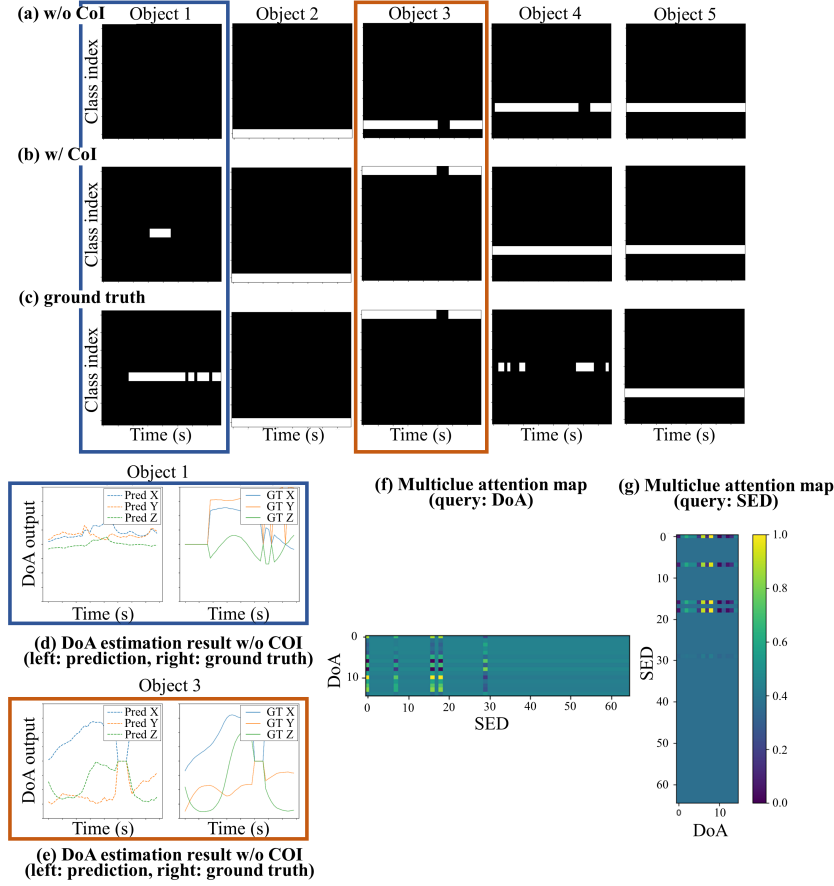 (a) w/o CoI
Object 1 Object 2 Object 3 Object 4 Object 5
Class index
(b) w/ CoI
Class index
(c) ground truth
Class index
Time (s) Time (s) Time (s) Time (s) Time (s)
Object 1
DoA output
Pred X
Pred Y
Pred Z
GT X
GT Y
GT Z
Time (s) Time (s)
(d) DoA estimation result w/o COI
(left: prediction, right: ground truth)
Object 3
DoA output
Pred X
Pred Y
Pred Z
GT X
GT Y
GT Z
Time (s) Time (s)
(e) DoA estimation result w/o COI
(left: prediction, right: ground truth)
(f) Multiclue attention map
(query: DoA)
DoA
0
10
0 10 20 30 40 50 60
SED
(g) Multiclue attention map
(query: SED)
SED
0
10
20
30
40
50
60
0 10
DoA
1.0
0.8
0.6
0.4
0.2
0.0